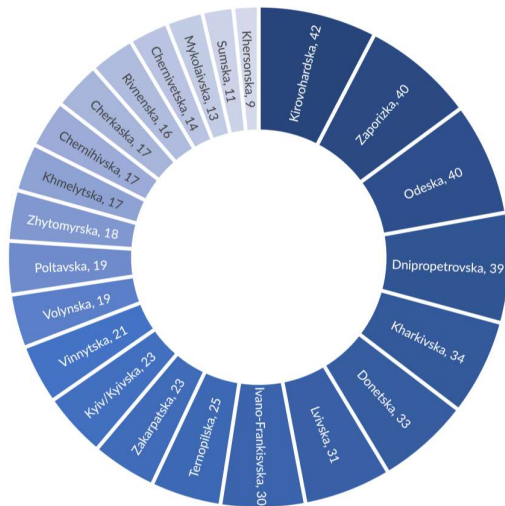 Kirovohardska, 42
Zaporizka, 40
Odeska, 40
Dnipropetrovska, 39
Kharkivska, 34
Donetska, 33
Lvivska, 31
Ivano-Frankisvska, 30
Ternopilska, 25
Zakarpatska, 23
Kyiv/Kyivska, 23
Vinnytska, 21
Volynska, 19
Poltavska, 19
Zhytomyrska, 18
Khmelytska, 17
Chernihivska, 17
Cherkaska, 17
Rivnenska, 16
Chernivetska, 14
Mykolaivska, 13
Sumska, 11
Khersonska, 9